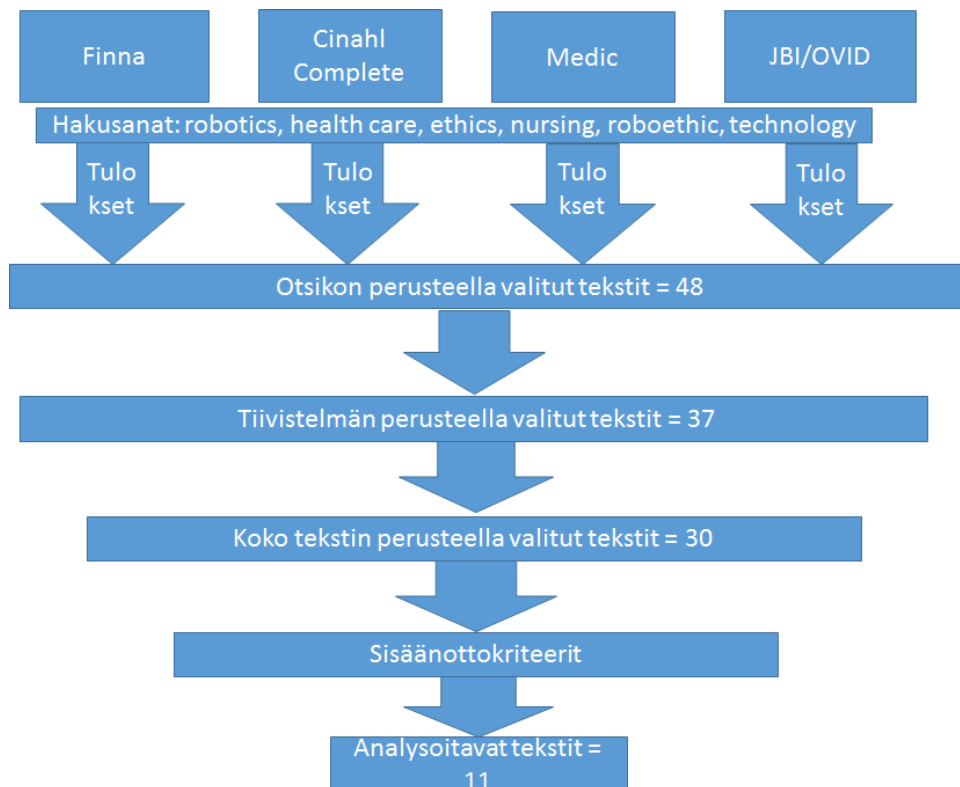 Finna
Cinahl
Complete
Medic
JBI/OVID
Hakusanat: robotics, health care, ethics, nursing, roboethic, technology
Tulo
kset
Tulo
kset
Tulo
kset
Tulo
kset
Otsikon perusteella valitut tekstit = 48
Tiivistelmän perusteella valitut tekstit = 37
Koko tekstin perusteella valitut tekstit = 30
Sisäänottokriteerit
Analysoitavat tekstit =
11